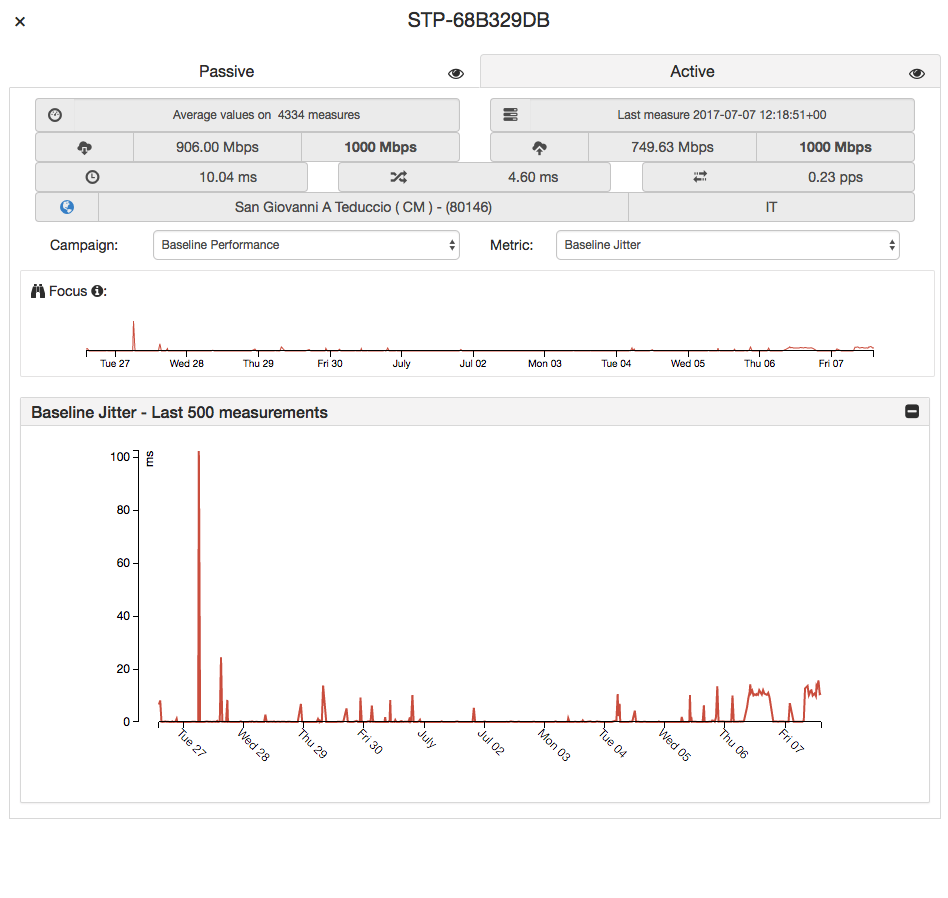 ×
STP-68B329DB
Passive
Active
Average values on 4334 measures
Last measure 2017-07-07 12:18:51+00
906.00 Mbps
1000 Mbps
749.63 Mbps
1000 Mbps
10.04 ms
4.60 ms
0.23 pps
San Giovanni A Teduccio ( CM ) - (80146)
IT
Campaign:
Baseline Performance
Metric:
Baseline Jitter
Focus :
Tue 27
Wed 28
Thu 29
Fri 30
July
Jul 02
Mon 03
Tue 04
Wed 05
Thu 06
Fri 07
Baseline Jitter - Last 500 measurements
ms
100
80
60
40
20
0
Tue 27
Wed 28
Thu 29
Fri 30
July
Jul 02
Mon 03
Tue 04
Wed 05
Thu 06
Fri 07